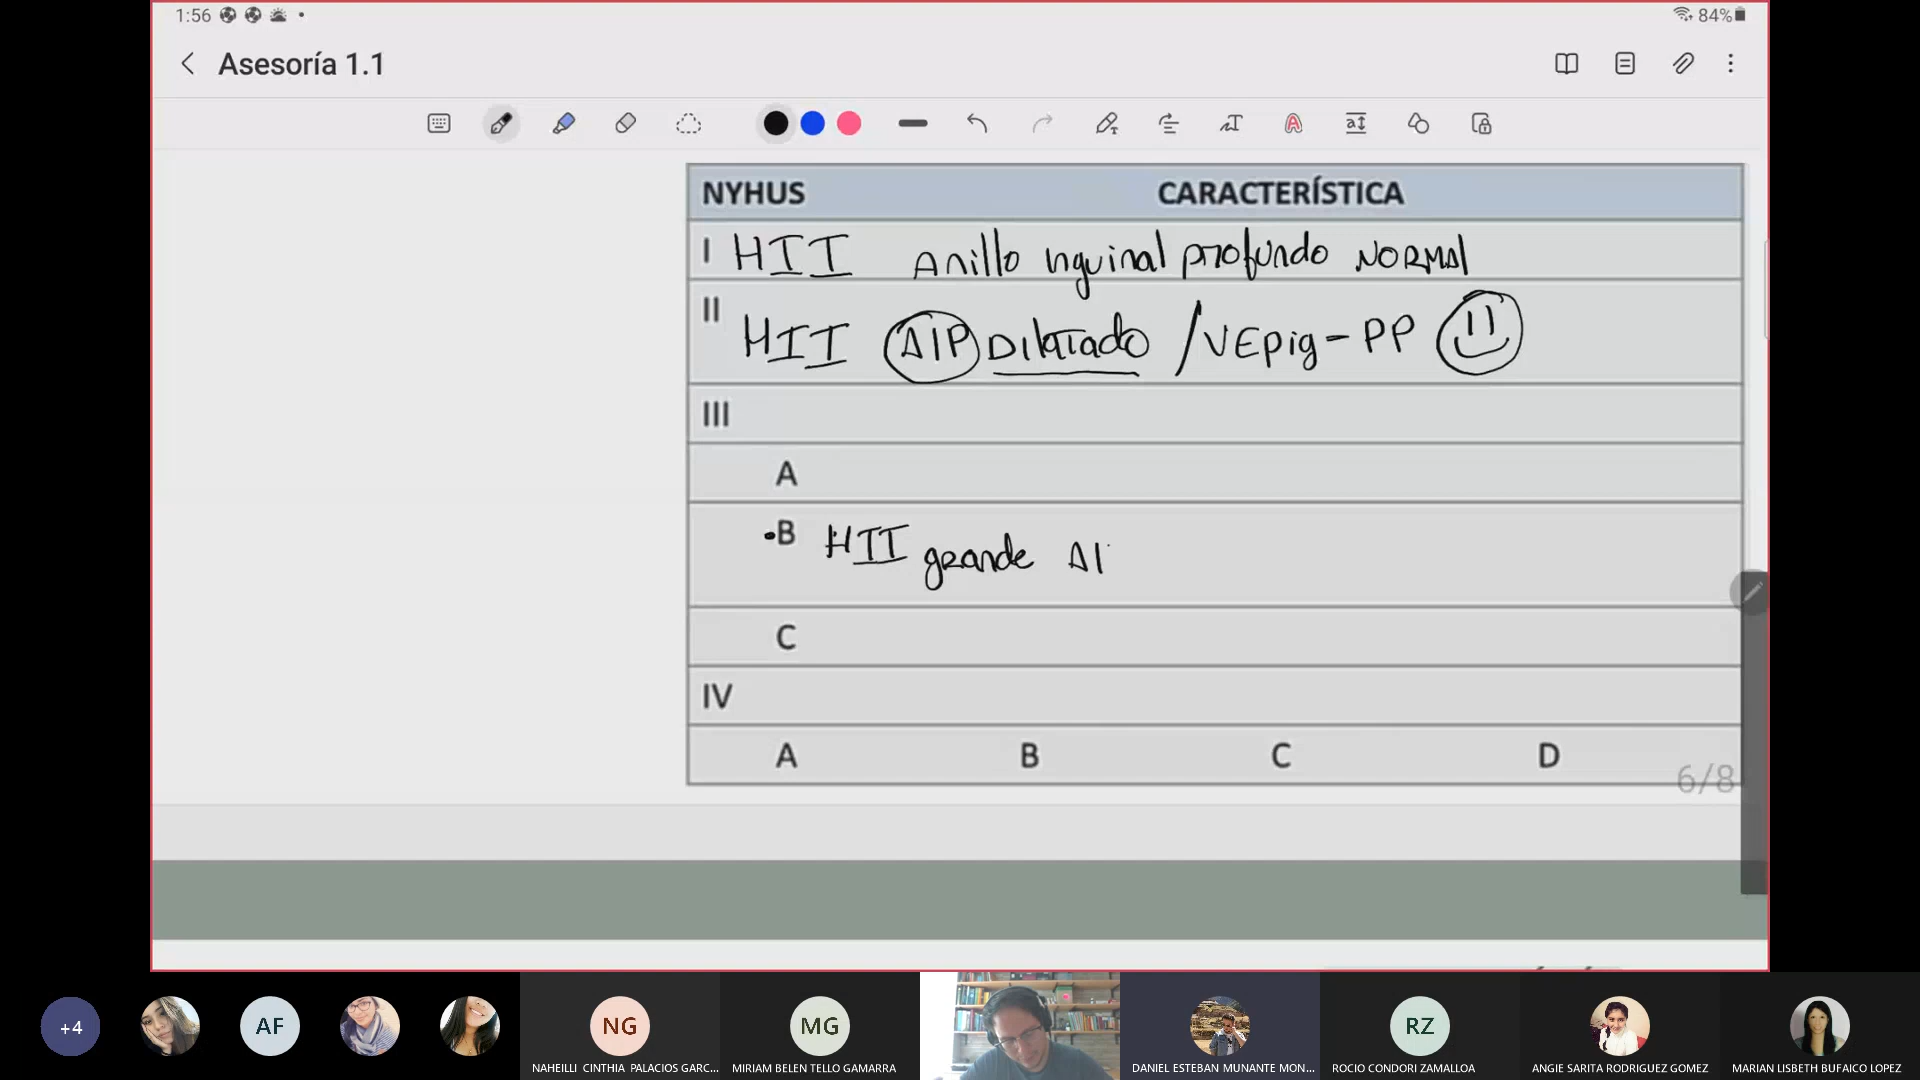 1:56
84%
Asesoría 1.1
NYHUS CARACTERÍSTICA
I HII Anillo inguinal profundo NORMAL
II HII AIP Dilatado / VEpig - PP
III
A
B HII grande AI
C
IV
A B C D
6/8
+4
AF
NG
MG
RZ
NAHEILLI CINTHIA PALACIOS GARC...
MIRIAM BELEN TELLO GAMARRA
DANIEL ESTEBAN MUNANTE MON...
ROCIO CONDORI ZAMALLOA
ANGIE SARITA RODRIGUEZ GOMEZ
MARIAN LISBETH BUFAICO LOPEZ